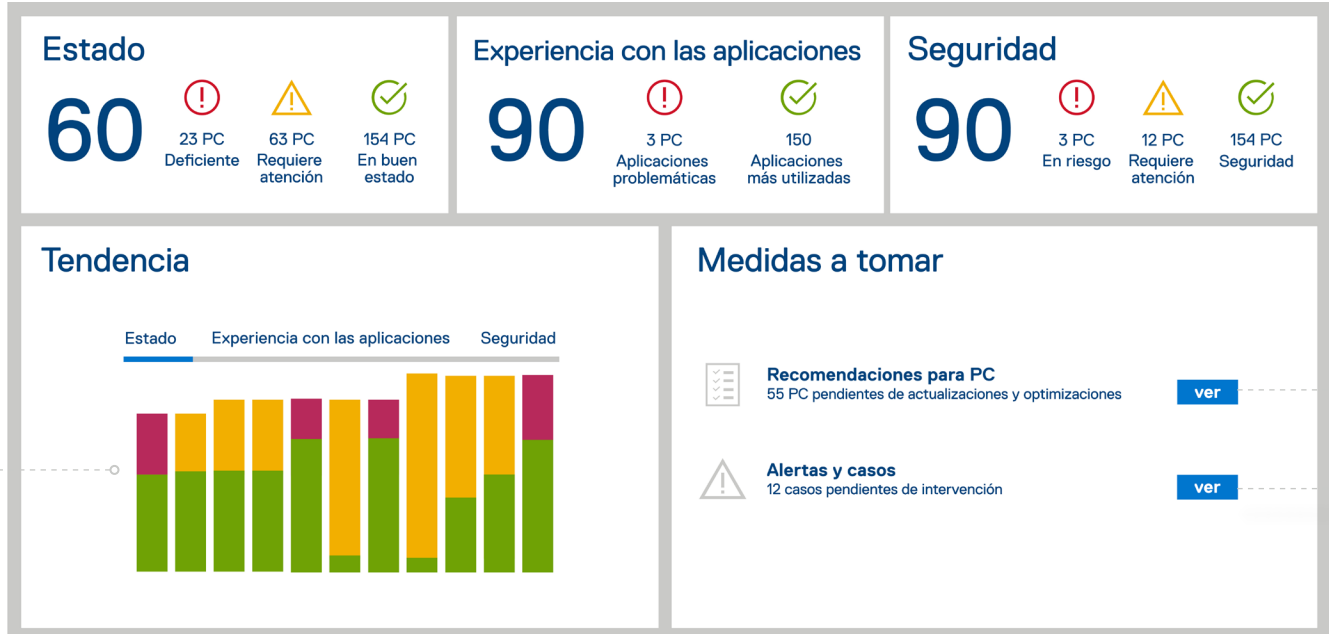 Estado
60
23 PC
Deficiente
63 PC
Requiere
atención
154 PC
En buen
estado
Experiencia con las aplicaciones
90
3 PC
Aplicaciones
problemáticas
150
Aplicaciones
más utilizadas
Seguridad
90
3 PC
En riesgo
12 PC
Requiere
atención
154 PC
Seguridad
Tendencia
Estado
Experiencia con las aplicaciones
Seguridad
Medidas a tomar
Recomendaciones para PC
55 PC pendientes de actualizaciones y optimizaciones
ver
Alertas y casos
12 casos pendientes de intervención
ver